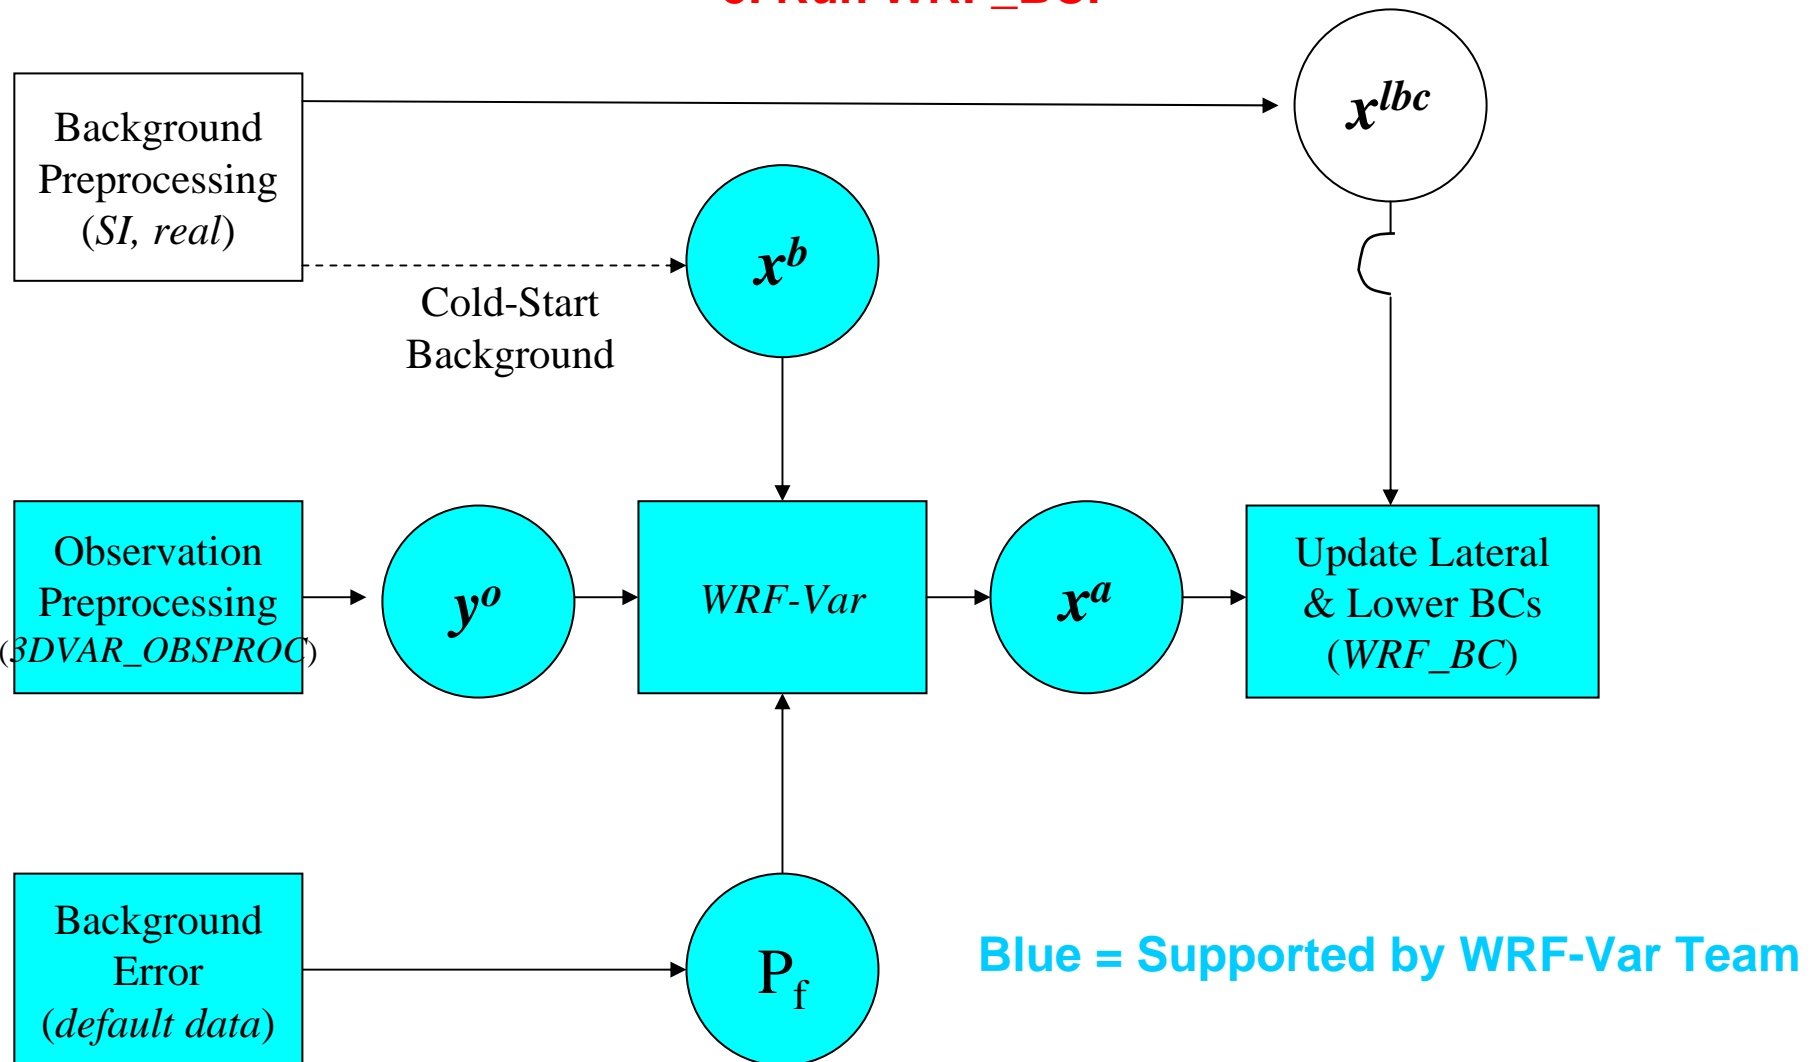 Background
Preprocessing
(SI, real)
x^lbc
x^b
Cold-Start
Background
Observation
Preprocessing
(3DVAR_OBSPROC)
y^o
WRF-Var
x^a
Update Lateral
& Lower BCs
(WRF_BC)
Background
Error
(default data)
P_f
Blue = Supported by WRF-Var Team